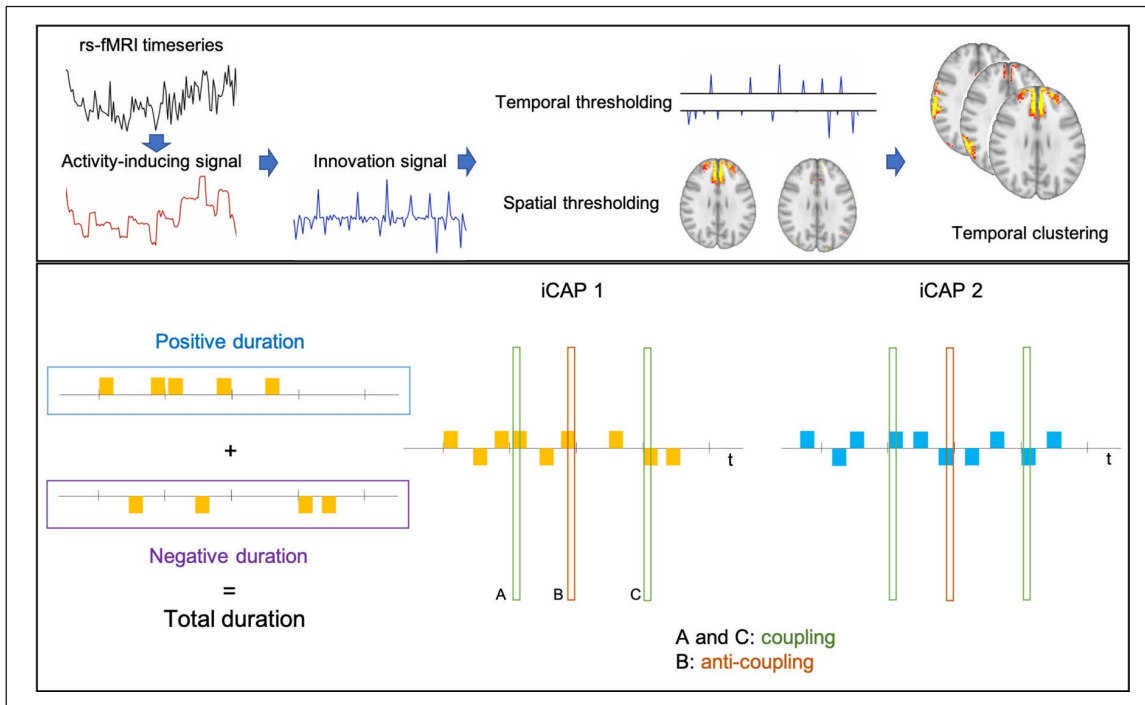 rs-fMRI timeseries
Activity-inducing signal
Innovation signal
Temporal thresholding
Spatial thresholding
Temporal clustering
Positive duration
+
Negative duration
=
Total duration
iCAP 1
iCAP 2
t
t
A
B
C
A and C: coupling
B: anti-coupling